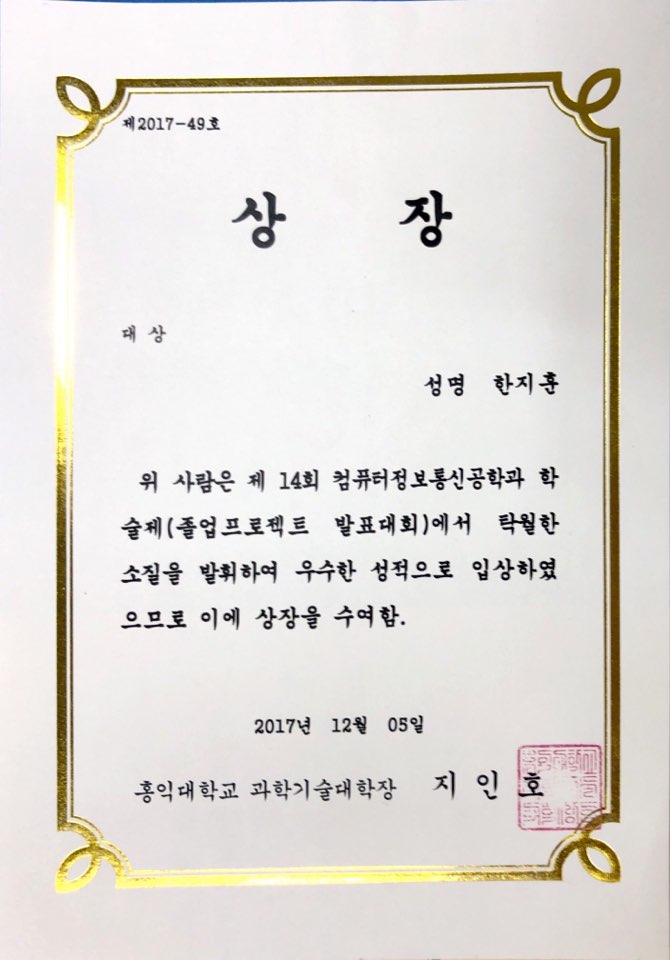 제2017-49호
상 장
대 상
성명 한지훈
위 사람은 제 14회 컴퓨터정보통신공학과 학
술제(졸업프로젝트 발표대회)에서 탁월한
소질을 발휘하여 우수한 성적으로 입상하였
으므로 이에 상장을 수여함.
2017년 12월 05일
홍익대학교 과학기술대학장 지 인 호